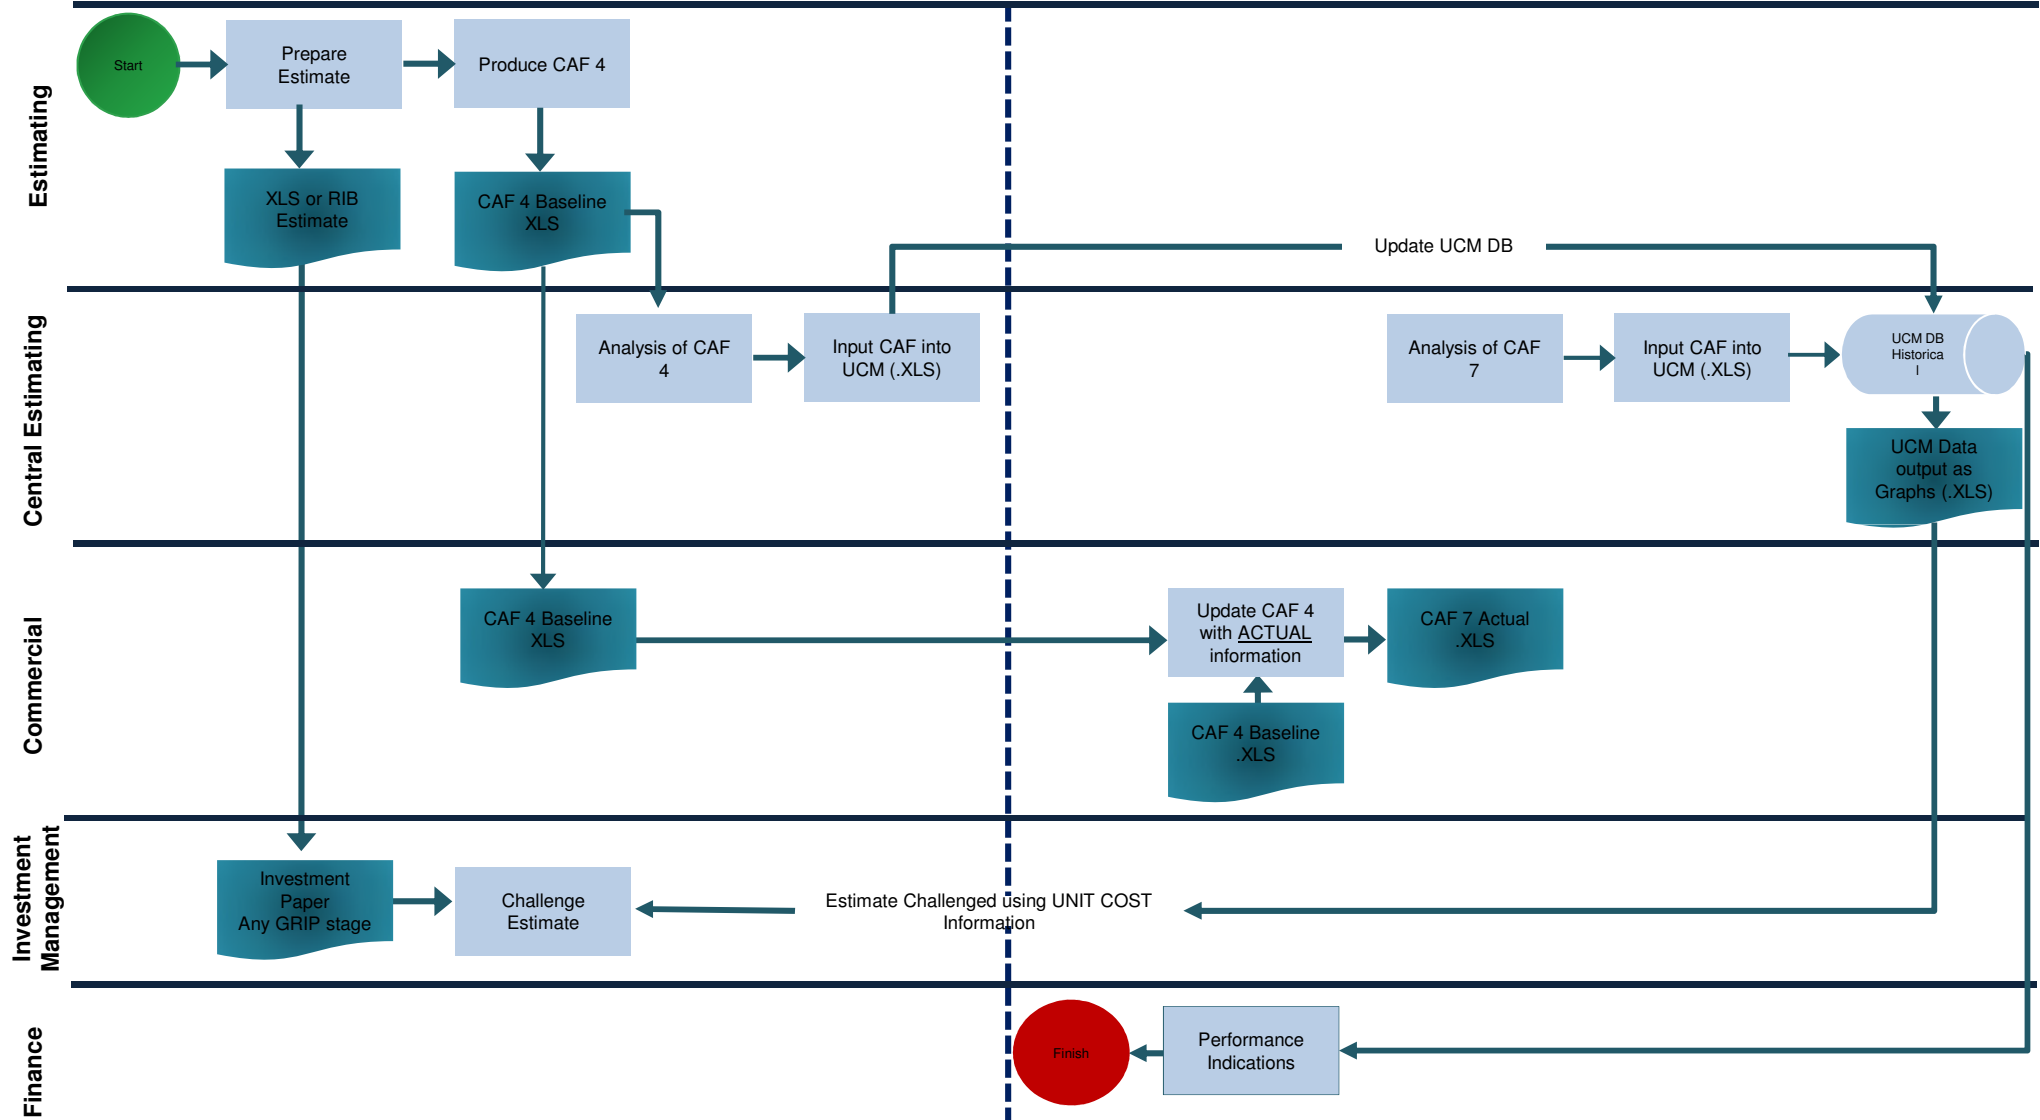 Estimating
Start
Prepare
Estimate
Produce CAF 4
XLS or RIB
Estimate
CAF 4 Baseline
XLS
Update UCM DB
Central Estimating
Analysis of CAF
4
Input CAF into
UCM (.XLS)
Analysis of CAF
7
Input CAF into
UCM (.XLS)
UCM DB
Historica
l
UCM Data
output as
Graphs (.XLS)
Commercial
CAF 4 Baseline
XLS
Update CAF 4
with ACTUAL
information
CAF 7 Actual
.XLS
CAF 4 Baseline
.XLS
Investment
Management
Investment
Paper
Any GRIP stage
Challenge
Estimate
Estimate Challenged using UNIT COST
Information
Finance
Finish
Performance
Indications